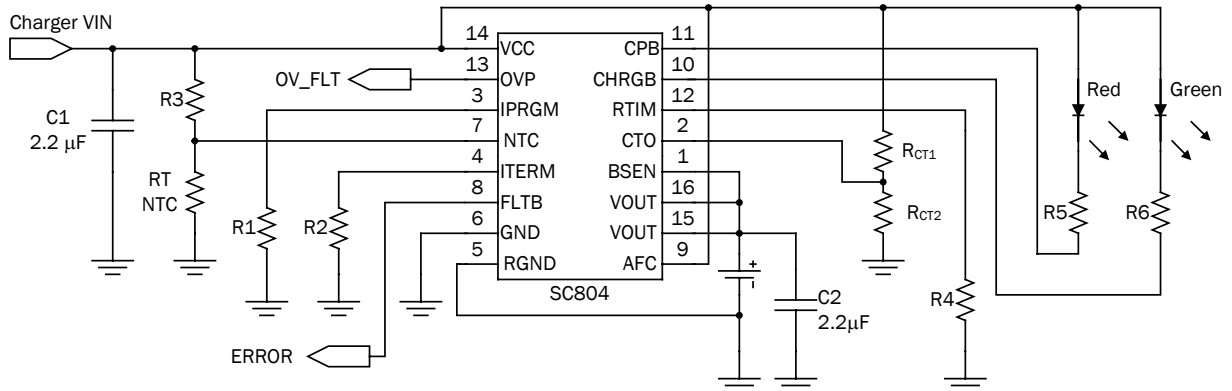 Charger VIN
C1
2.2 µF
R3
RT
NTC
OV_FLT
ERROR
R1
R2
14
13
3
7
4
8
6
5
VCC
OVP
IPRGM
NTC
ITERM
FLTB
GND
RGND
CPB
CHRGB
RTIM
CTO
BSEN
VOUT
VOUT
AFC
11
10
12
2
1
16
15
9
SC804
+
C2
2.2µF
RCT1
RCT2
R4
Red
Green
R5
R6